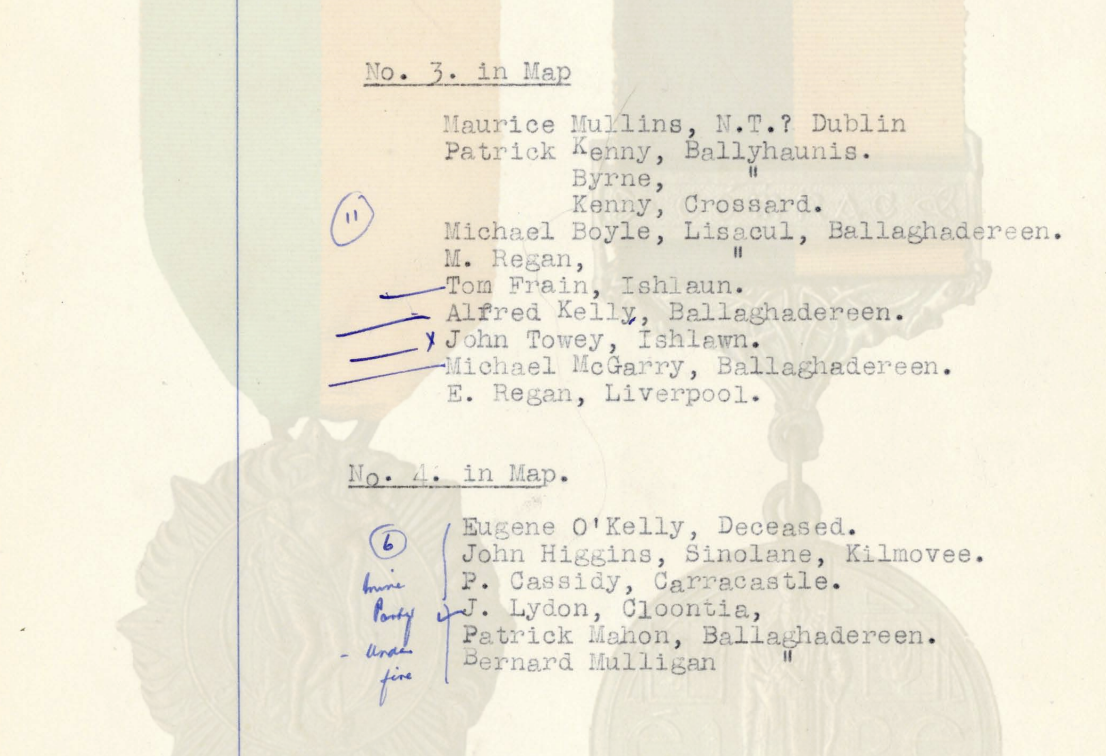 No. 3. in Map
Maurice Mullins, N.T.? Dublin
Patrick Kenny, Ballyhaunis.
Byrne, "
Kenny, Crossard.
11
Michael Boyle, Lisacul, Ballaghadereen.
M. Regan, "
Tom Frain, Ishlaun.
Alfred Kelly, Ballaghadereen.
x John Towey, Ishlawn.
Michael McGarry, Ballaghadereen.
E. Regan, Liverpool.
No. 4. in Map.
Eugene O'Kelly, Deceased.
6
John Higgins, Sinolane, Kilmovee.
P. Cassidy, Carracastle.
J. Lydon, Cloontia,
Patrick Mahon, Ballaghadereen.
Bernard Mulligan "
Mine
Party
- Under
fire